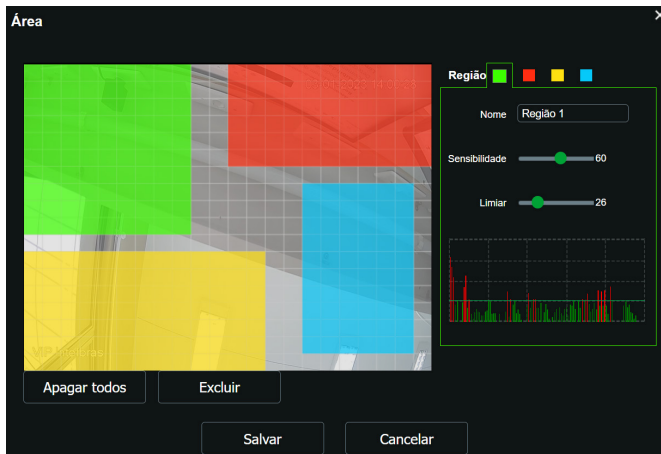 Área
Região
Nome Região 1
Sensibilidade 60
Limiar 26
Apagar todos Excluir
Salvar Cancelar